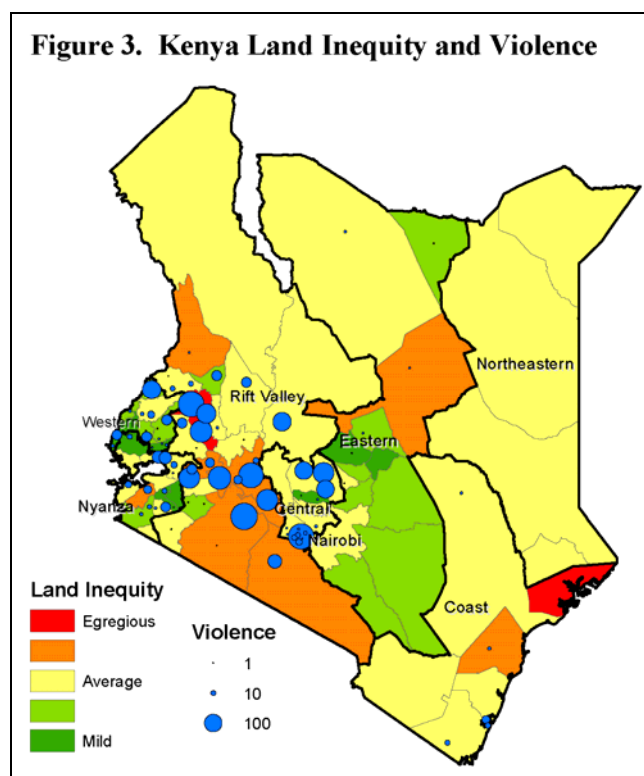 Figure 3.  Kenya Land Inequity and Violence
Northeastern
Rift Valley
Western
Eastern
Nyanza
Central
Nairobi
Coast
Land Inequity
Egregious
Average
Mild
Violence
1
10
100